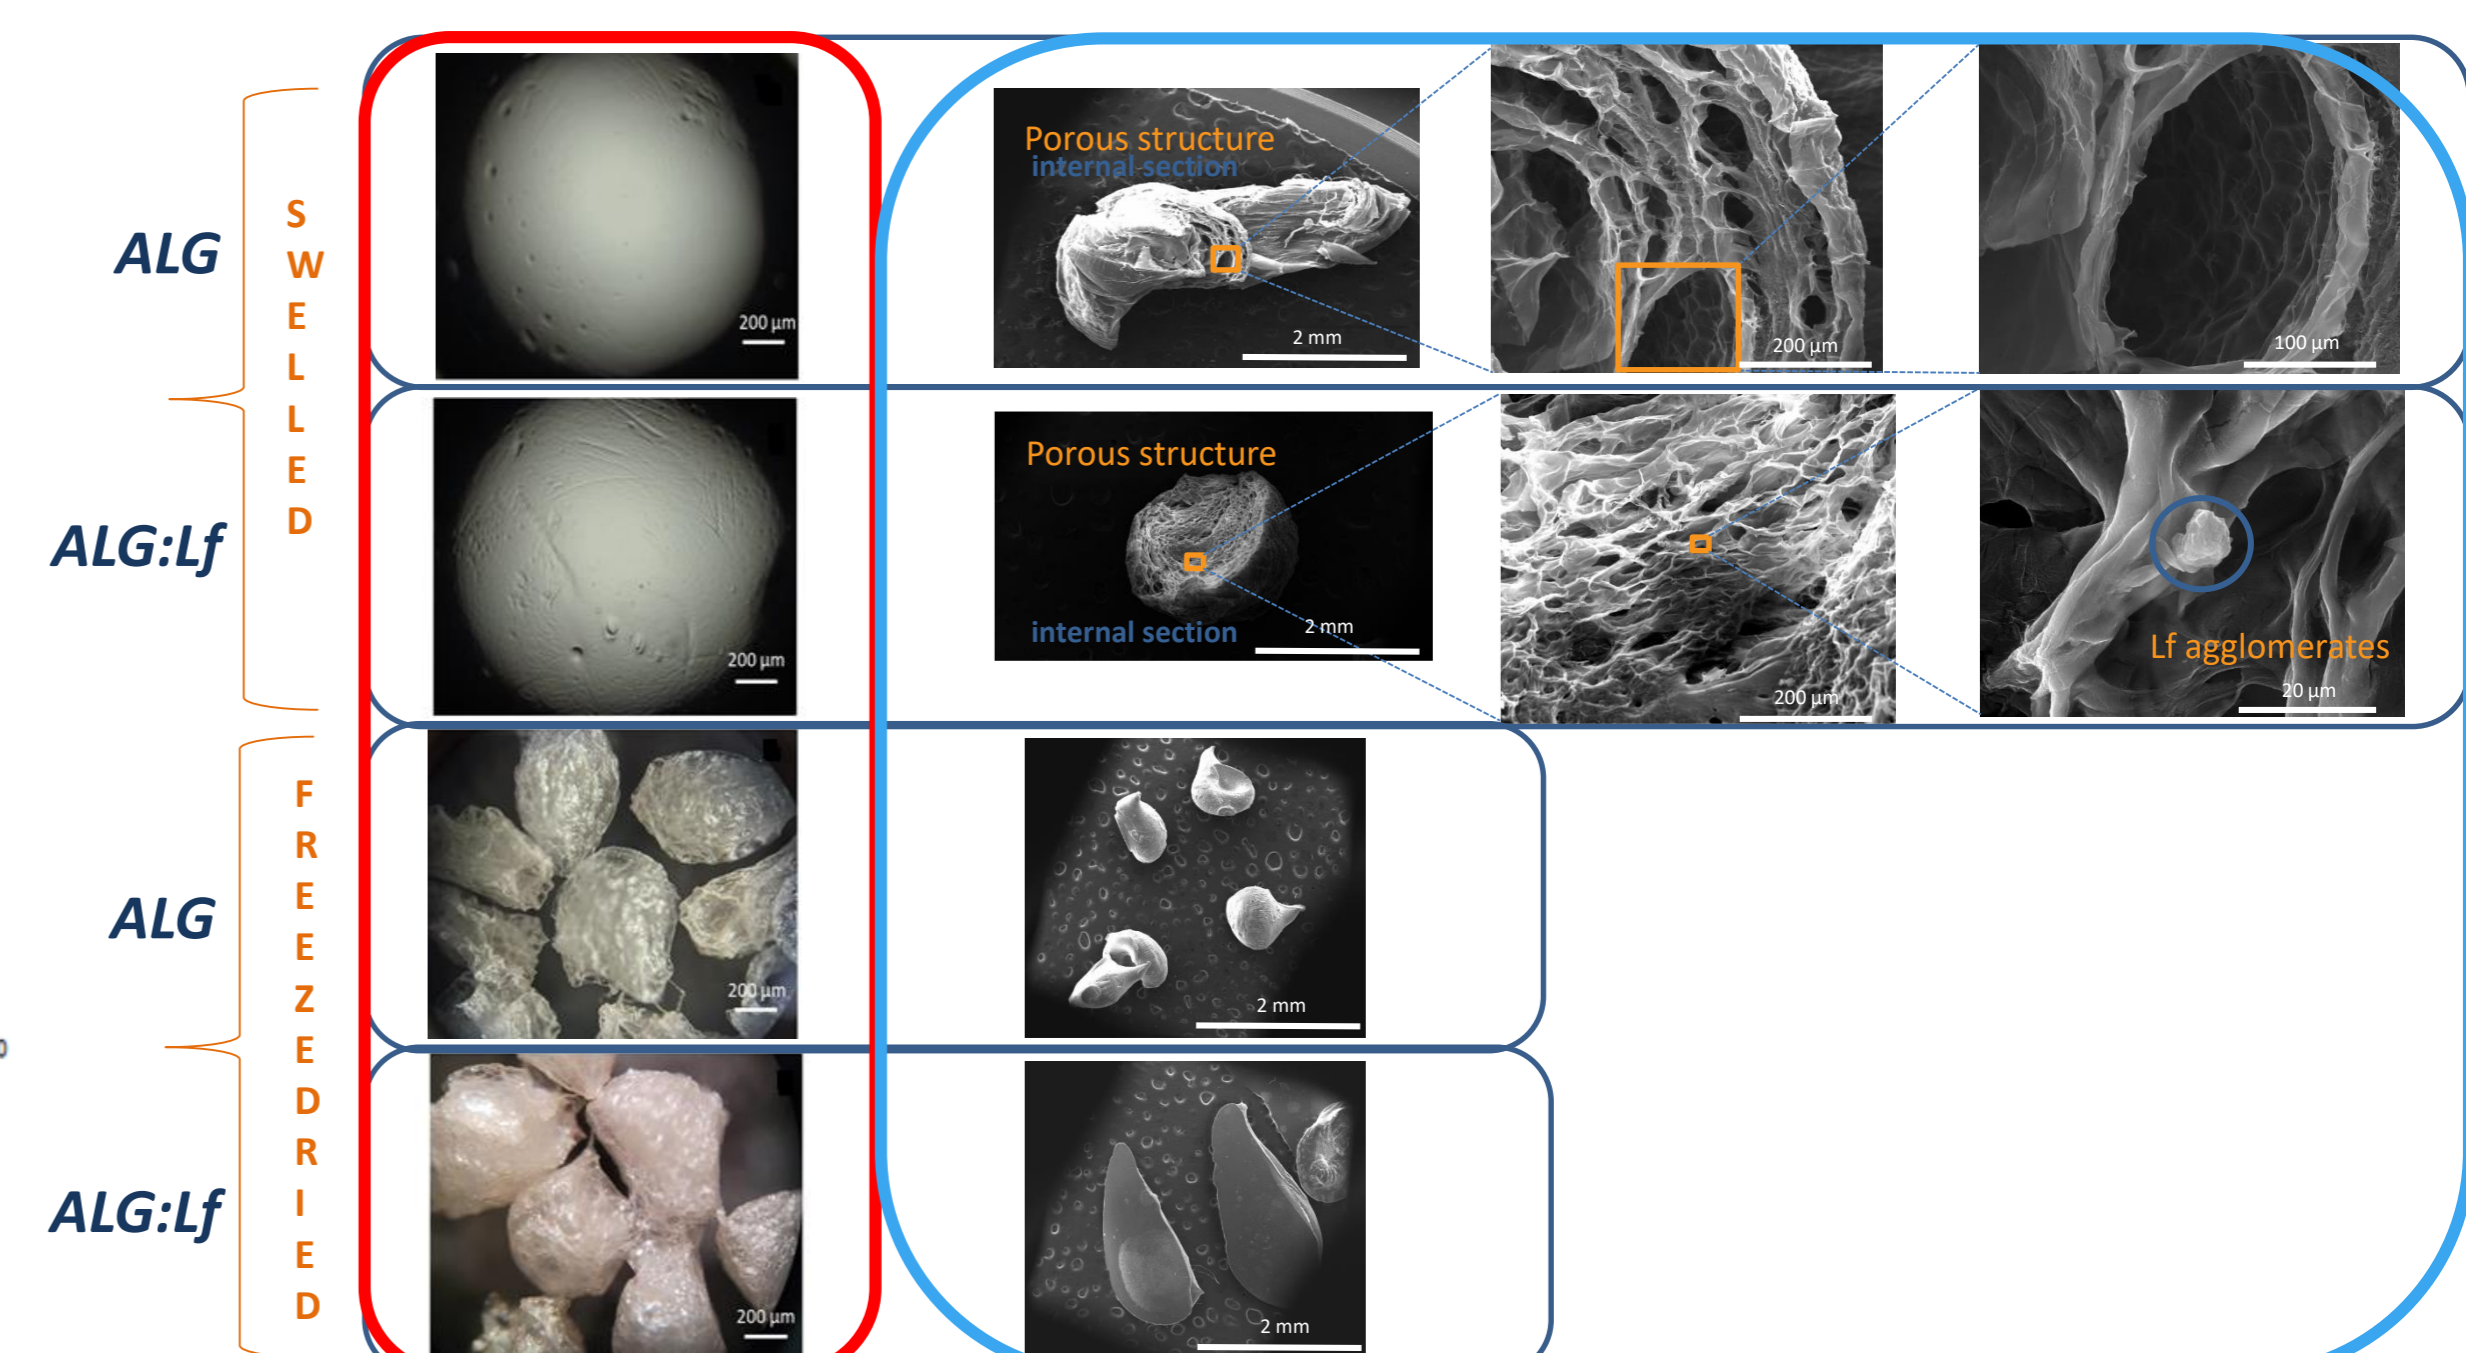 ALG
SWELLED
200 µm
Porous structure
internal section
2 mm
200 µm
100 µm
ALG:Lf
200 µm
Porous structure
internal section
2 mm
200 µm
Lf agglomerates
20 µm
ALG
FREEZEDRIED
200 µm
2 mm
ALG:Lf
200 µm
2 mm